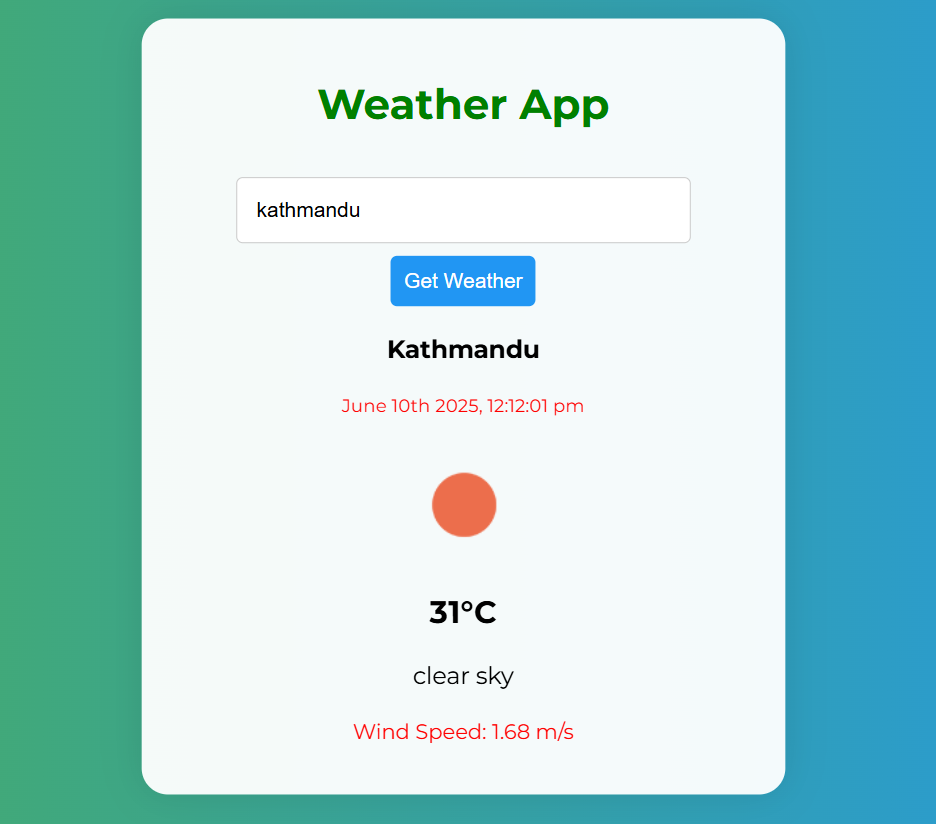 Weather App
kathmandu
Get Weather
Kathmandu
June 10th 2025, 12:12:01 pm
31°C
clear sky
Wind Speed: 1.68 m/s